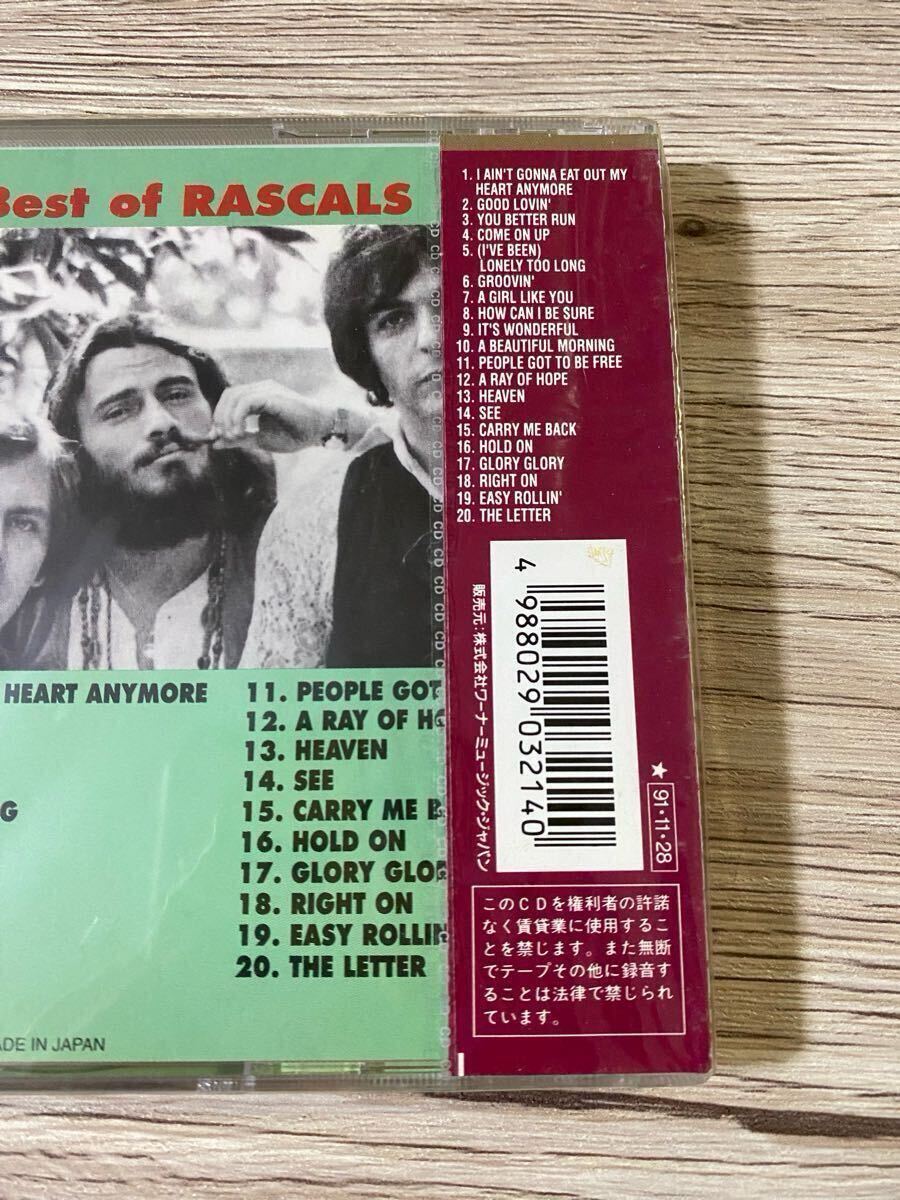 Best of RASCALS
HEART ANYMORE
G
11. PEOPLE GOT
12. A RAY OF HO
13. HEAVEN
14. SEE
15. CARRY ME B
16. HOLD ON
17. GLORY GLOR
18. RIGHT ON
19. EASY ROLLIN
20. THE LETTER
ADE IN JAPAN
1. I AIN'T GONNA EAT OUT MY
HEART ANYMORE
2. GOOD LOVIN'
3. YOU BETTER RUN
4. COME ON UP
5. (I'VE BEEN)
LONELY TOO LONG
6. GROOVIN'
7. A GIRL LIKE YOU
8. HOW CAN I BE SURE
9. IT'S WONDERFUL
10. A BEAUTIFUL MORNING
11. PEOPLE GOT TO BE FREE
12. A RAY OF HOPE
13. HEAVEN
14. SEE
15. CARRY ME BACK
16. HOLD ON
17. GLORY GLORY
18. RIGHT ON
19. EASY ROLLIN'
20. THE LETTER
4 988029 032140
販売元:株式会社ワーナーミュージック・ジャパン
★ 91・11・28
このCDを権利者の許諾
なく賃貸業に使用するこ
とを禁じます。また無断
でテープその他に録音す
ることは法律で禁じられ
ています。